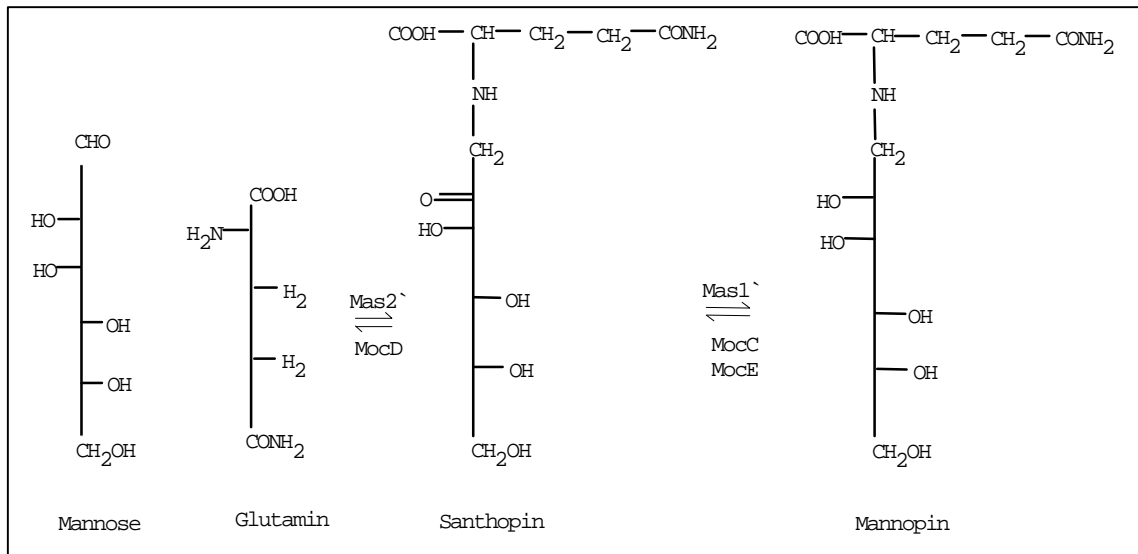 CHO
HO
HO
OH
OH
CH2OH
Mannose
COOH
H2N
H2
H2
CONH2
Glutamin
Mas2`
MocD
COOH CH CH2 CH2 CONH2
NH
CH2
O
HO
OH
OH
CH2OH
Santhopin
Mas1`
MocC
MocE
COOH CH CH2 CH2 CONH2
NH
CH2
HO
HO
OH
OH
CH2OH
Mannopin